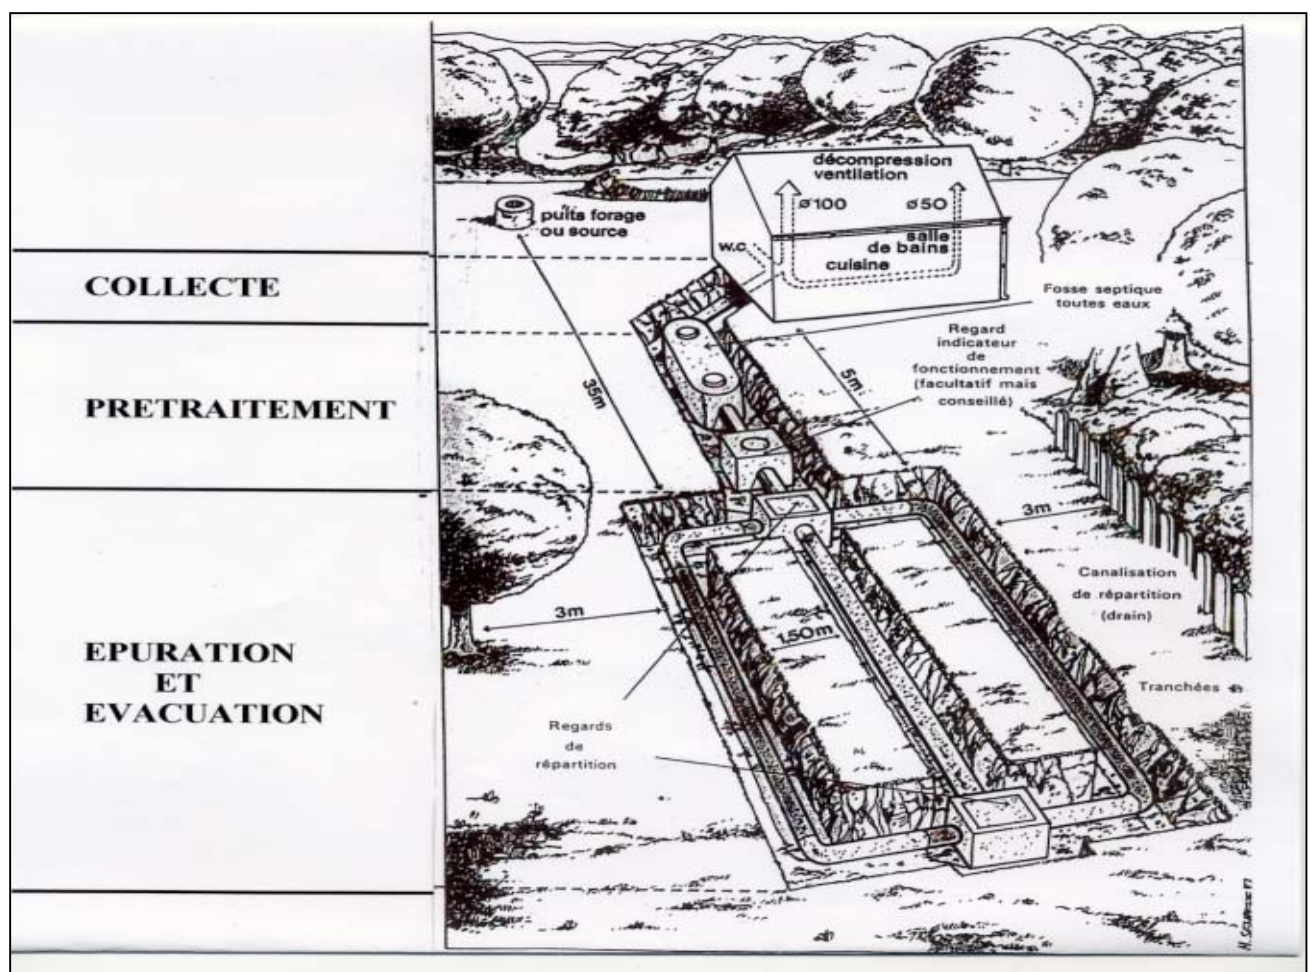 COLLECTE
PRETRAITEMENT
EPURATION
ET
EVACUATION
décompression
ventilation
ø100
ø50
puits forage
ou source
w.c
salle
de bains
cuisine
Fosse septique
toutes eaux
Regard
indicateur
de
fonctionnement
(facultatif mais
conseillé)
35m
5m
3m
3m
1.50m
Canalisation
de répartition
(drain)
Tranchées
Regards
de
répartition